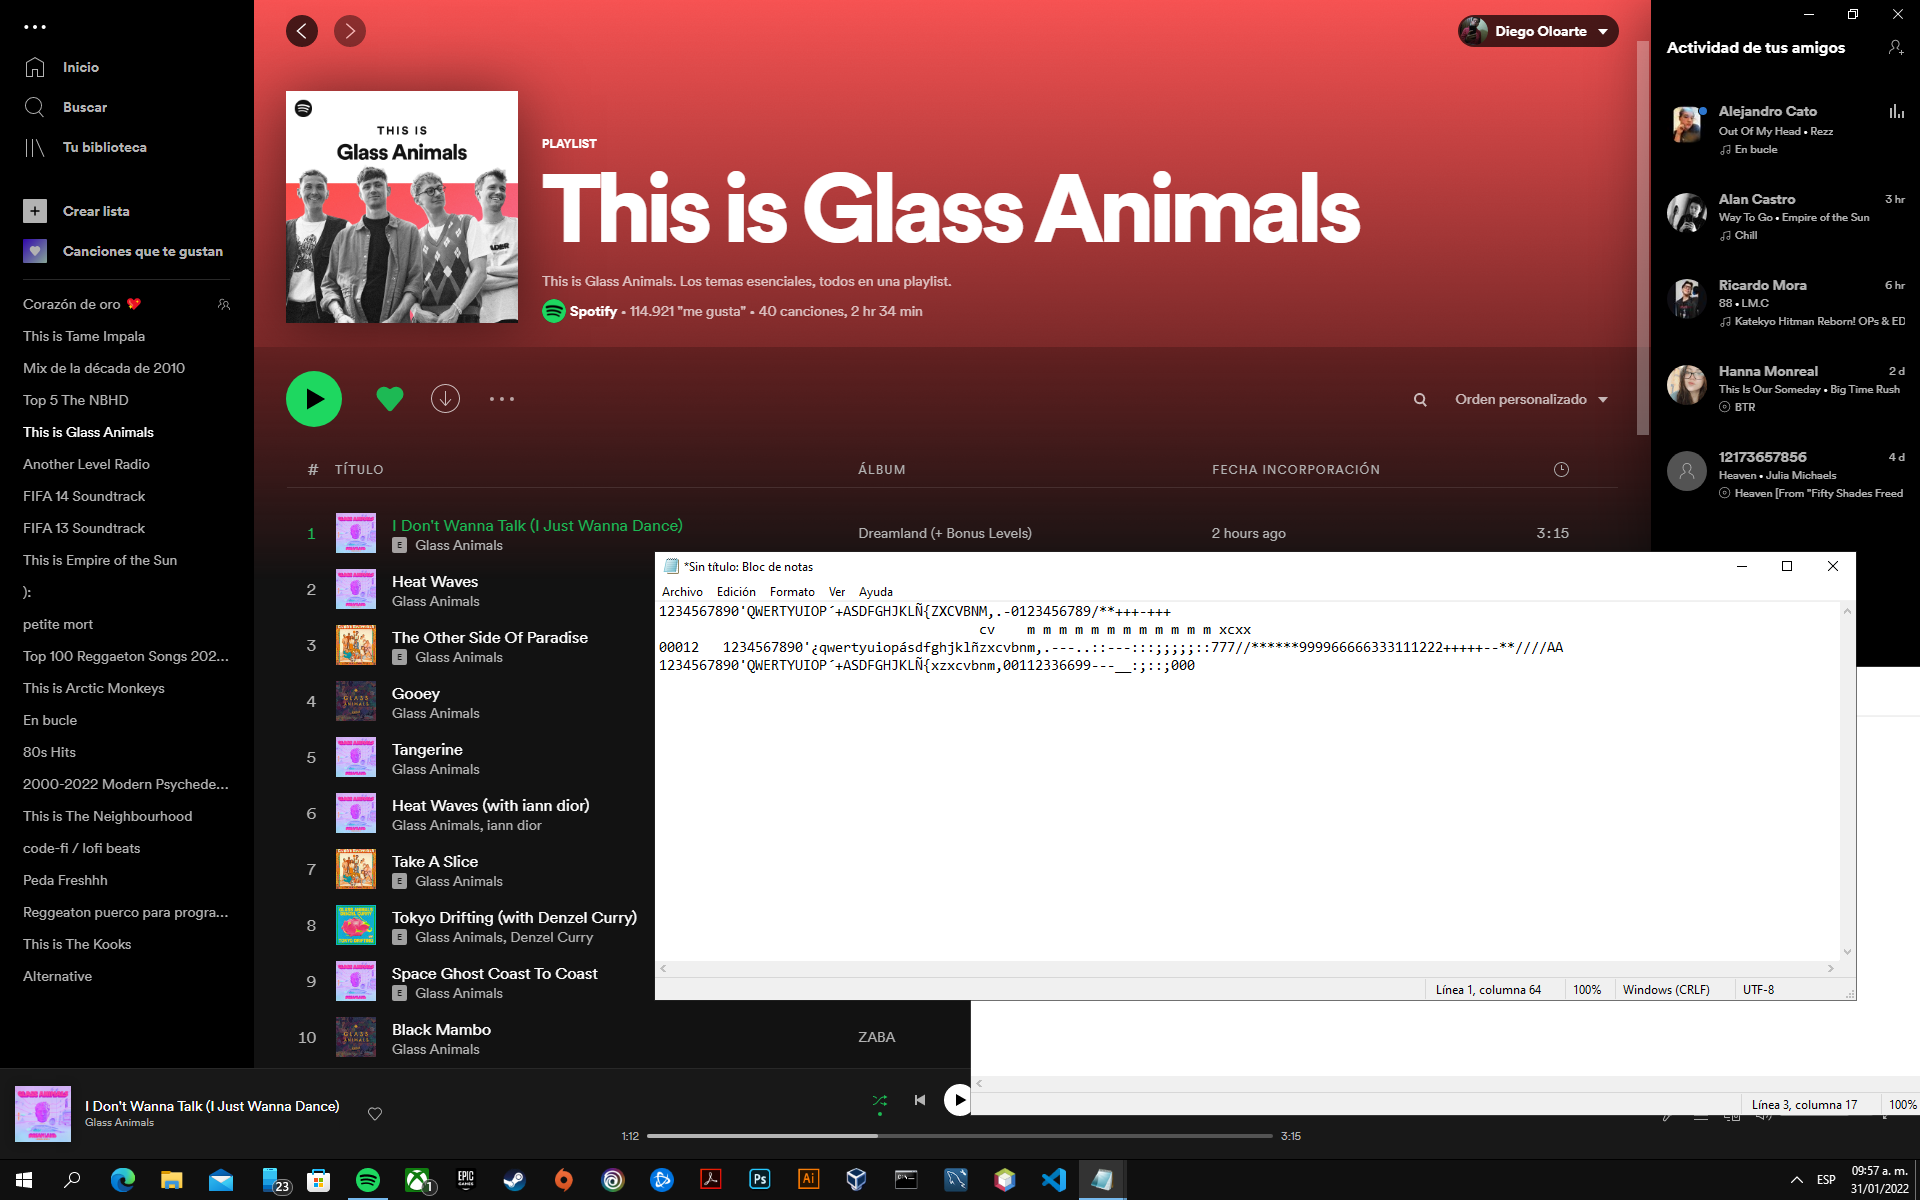 Inicio
Buscar
Tu biblioteca
Crear lista
Canciones que te gustan
Corazón de oro 💖
This is Tame Impala
Mix de la década de 2010
Top 5 The NBHD
This is Glass Animals
Another Level Radio
FIFA 14 Soundtrack
FIFA 13 Soundtrack
This is Empire of the Sun
):
petite mort
Top 100 Reggaeton Songs 202...
This is Arctic Monkeys
En bucle
80s Hits
2000-2022 Modern Psychede...
This is The Neighbourhood
code-fi / lofi beats
Peda Freshhh
Reggeaton puerco para progra...
This is The Kooks
Alternative
Diego Oloarte
THIS IS
Glass Animals
PLAYLIST
This is Glass Animals
This is Glass Animals. Los temas esenciales, todos en una playlist.
Spotify • 114.921 "me gusta" • 40 canciones, 2 hr 34 min
Orden personalizado
# TÍTULO ÁLBUM FECHA INCORPORACIÓN
1 I Don't Wanna Talk (I Just Wanna Dance) Dreamland (+ Bonus Levels) 2 hours ago 3:15
E Glass Animals
2 Heat Waves
Glass Animals
3 The Other Side Of Paradise
E Glass Animals
4 Gooey
Glass Animals
5 Tangerine
Glass Animals
6 Heat Waves (with iann dior)
Glass Animals, iann dior
7 Take A Slice
E Glass Animals
8 Tokyo Drifting (with Denzel Curry)
E Glass Animals, Denzel Curry
9 Space Ghost Coast To Coast
E Glass Animals
10 Black Mambo ZABA
Glass Animals
Actividad de tus amigos
Alejandro Cato
Out Of My Head • Rezz
En bucle
Alan Castro 3 hr
Way To Go • Empire of the Sun
Chill
Ricardo Mora 6 hr
88 • LM.C
Katekyo Hitman Reborn! OPs & ED
Hanna Monreal 2 d
This Is Our Someday • Big Time Rush
BTR
12173657856 4 d
Heaven • Julia Michaels
Heaven [From "Fifty Shades Freed
*Sin título: Bloc de notas
Archivo Edición Formato Ver Ayuda
1234567890'QWERTYUIOP´+ASDFGHJKLÑ{ZXCVBNM,.-0123456789/**+++-+++
cv m m m m m m m m m m m m xcxx
00012 1234567890'¿qwertyuiopásdfghjklñzxcvbnm,.---..::---:::;;;;;::777//******999966666333111222+++++--**////AA
1234567890'QWERTYUIOP´+ASDFGHJKLÑ{xzxcvbnm,00112336699---__:;::;000
Línea 1, columna 64 100% Windows (CRLF) UTF-8
Línea 3, columna 17 100%
I Don't Wanna Talk (I Just Wanna Dance)
Glass Animals
1:12 3:15
23
1
EPIC GAMES
Ps
Ai
ESP
09:57 a. m.
31/01/2022